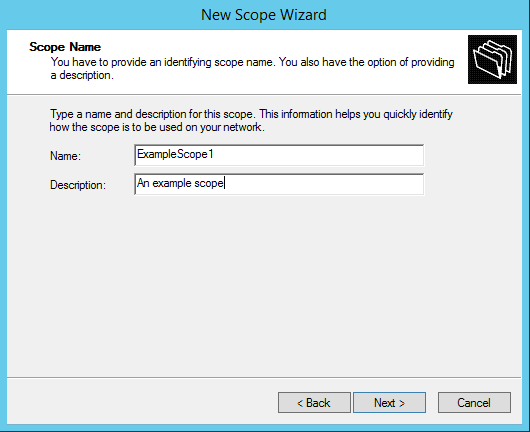 New Scope Wizard
Scope Name
You have to provide an identifying scope name. You also have the option of providing
a description.
Type a name and description for this scope. This information helps you quickly identify
how the scope is to be used on your network.
Name: ExampleScope1
Description: An example scope
< Back Next > Cancel